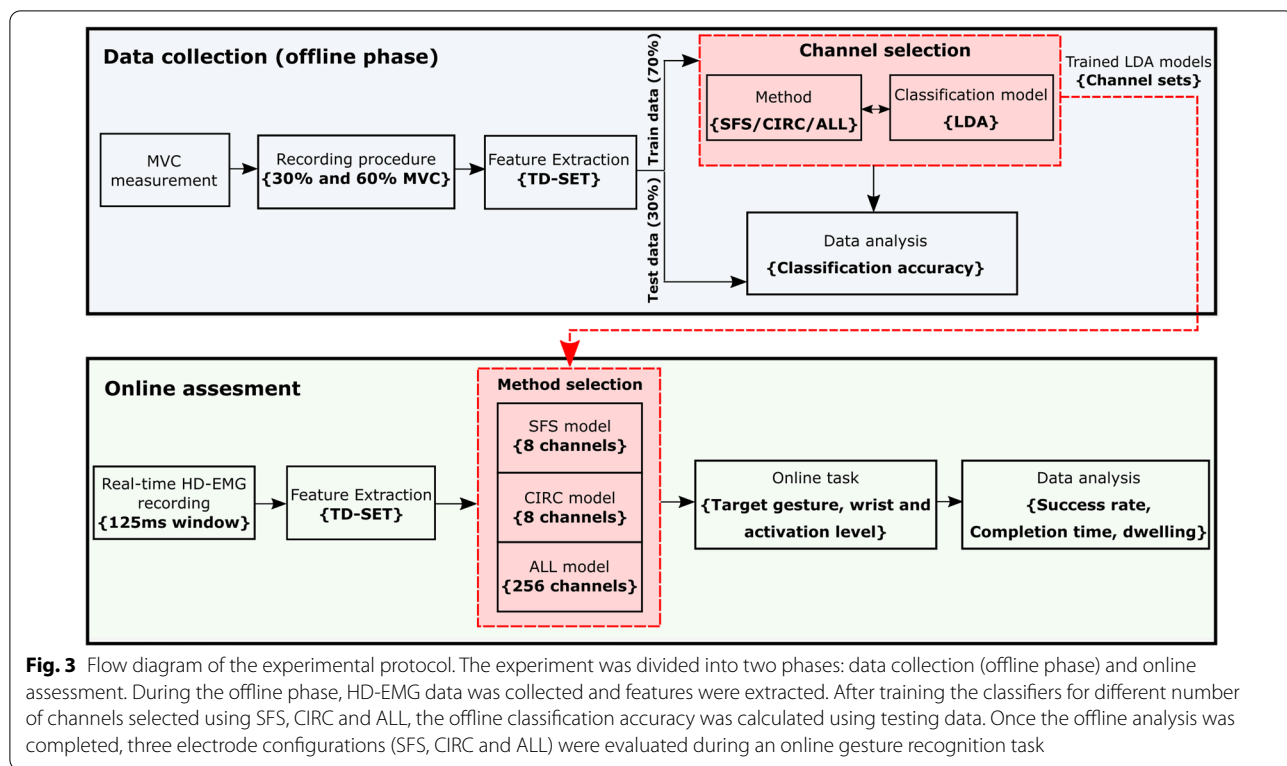 Data collection (offline phase)
MVC
measurement
Recording procedure
{30% and 60% MVC}
Feature Extraction
{TD-SET}
Train data (70%)
Test data (30%)
Channel selection
Method
{SFS/CIRC/ALL}
Classification model
{LDA}
Trained LDA models
{Channel sets}
Data analysis
{Classification accuracy}
Online assesment
Real-time HD-EMG
recording
{125ms window}
Feature Extraction
{TD-SET}
Method selection
SFS model
{8 channels}
CIRC model
{8 channels}
ALL model
{256 channels}
Online task
{Target gesture, wrist and
activation level}
Data analysis
{Success rate,
Completion time, dwelling}
Fig. 3 Flow diagram of the experimental protocol. The experiment was divided into two phases: data collection (offline phase) and online
assessment. During the offline phase, HD-EMG data was collected and features were extracted. After training the classifiers for different number
of channels selected using SFS, CIRC and ALL, the offline classification accuracy was calculated using testing data. Once the offline analysis was
completed, three electrode configurations (SFS, CIRC and ALL) were evaluated during an online gesture recognition task